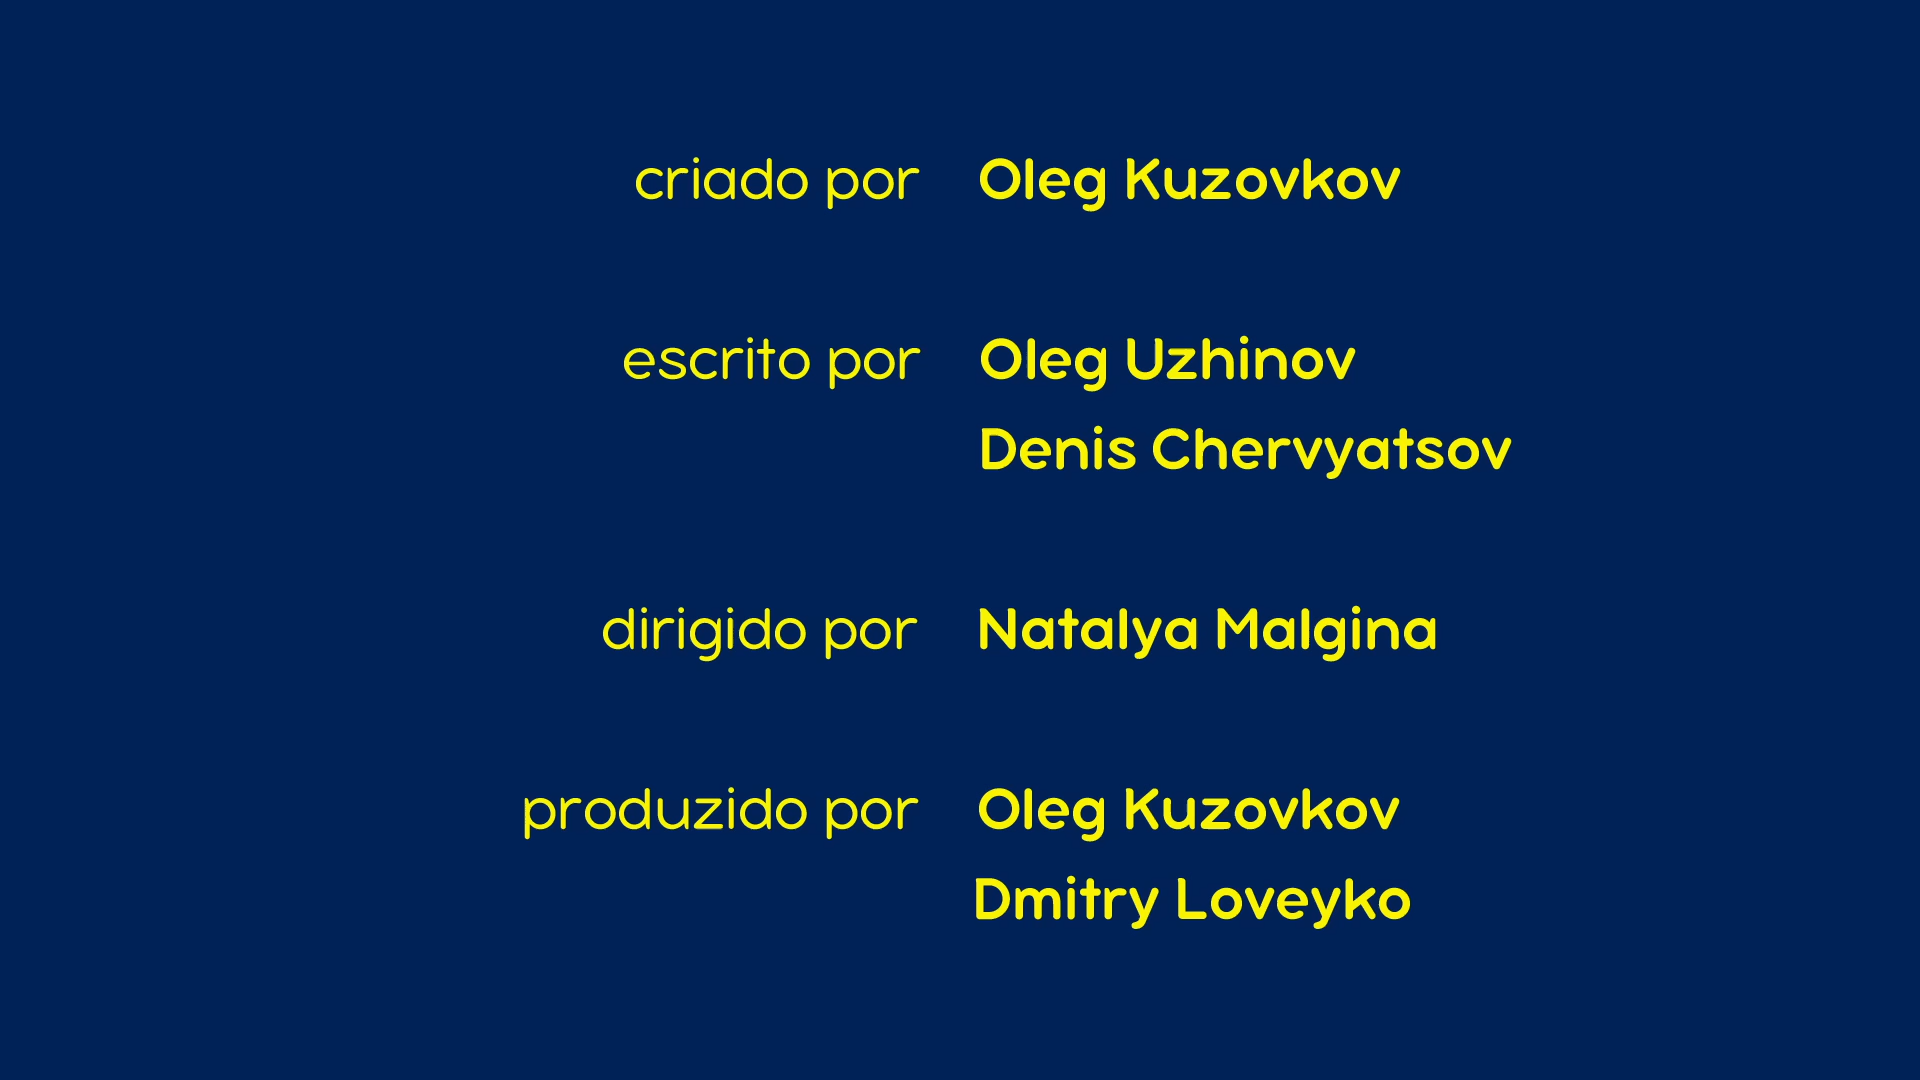 criado por Oleg Kuzovkov
escrito por Oleg Uzhinov
Denis Chervyatsov
dirigido por Natalya Malgina
produzido por Oleg Kuzovkov
Dmitry Loveyko